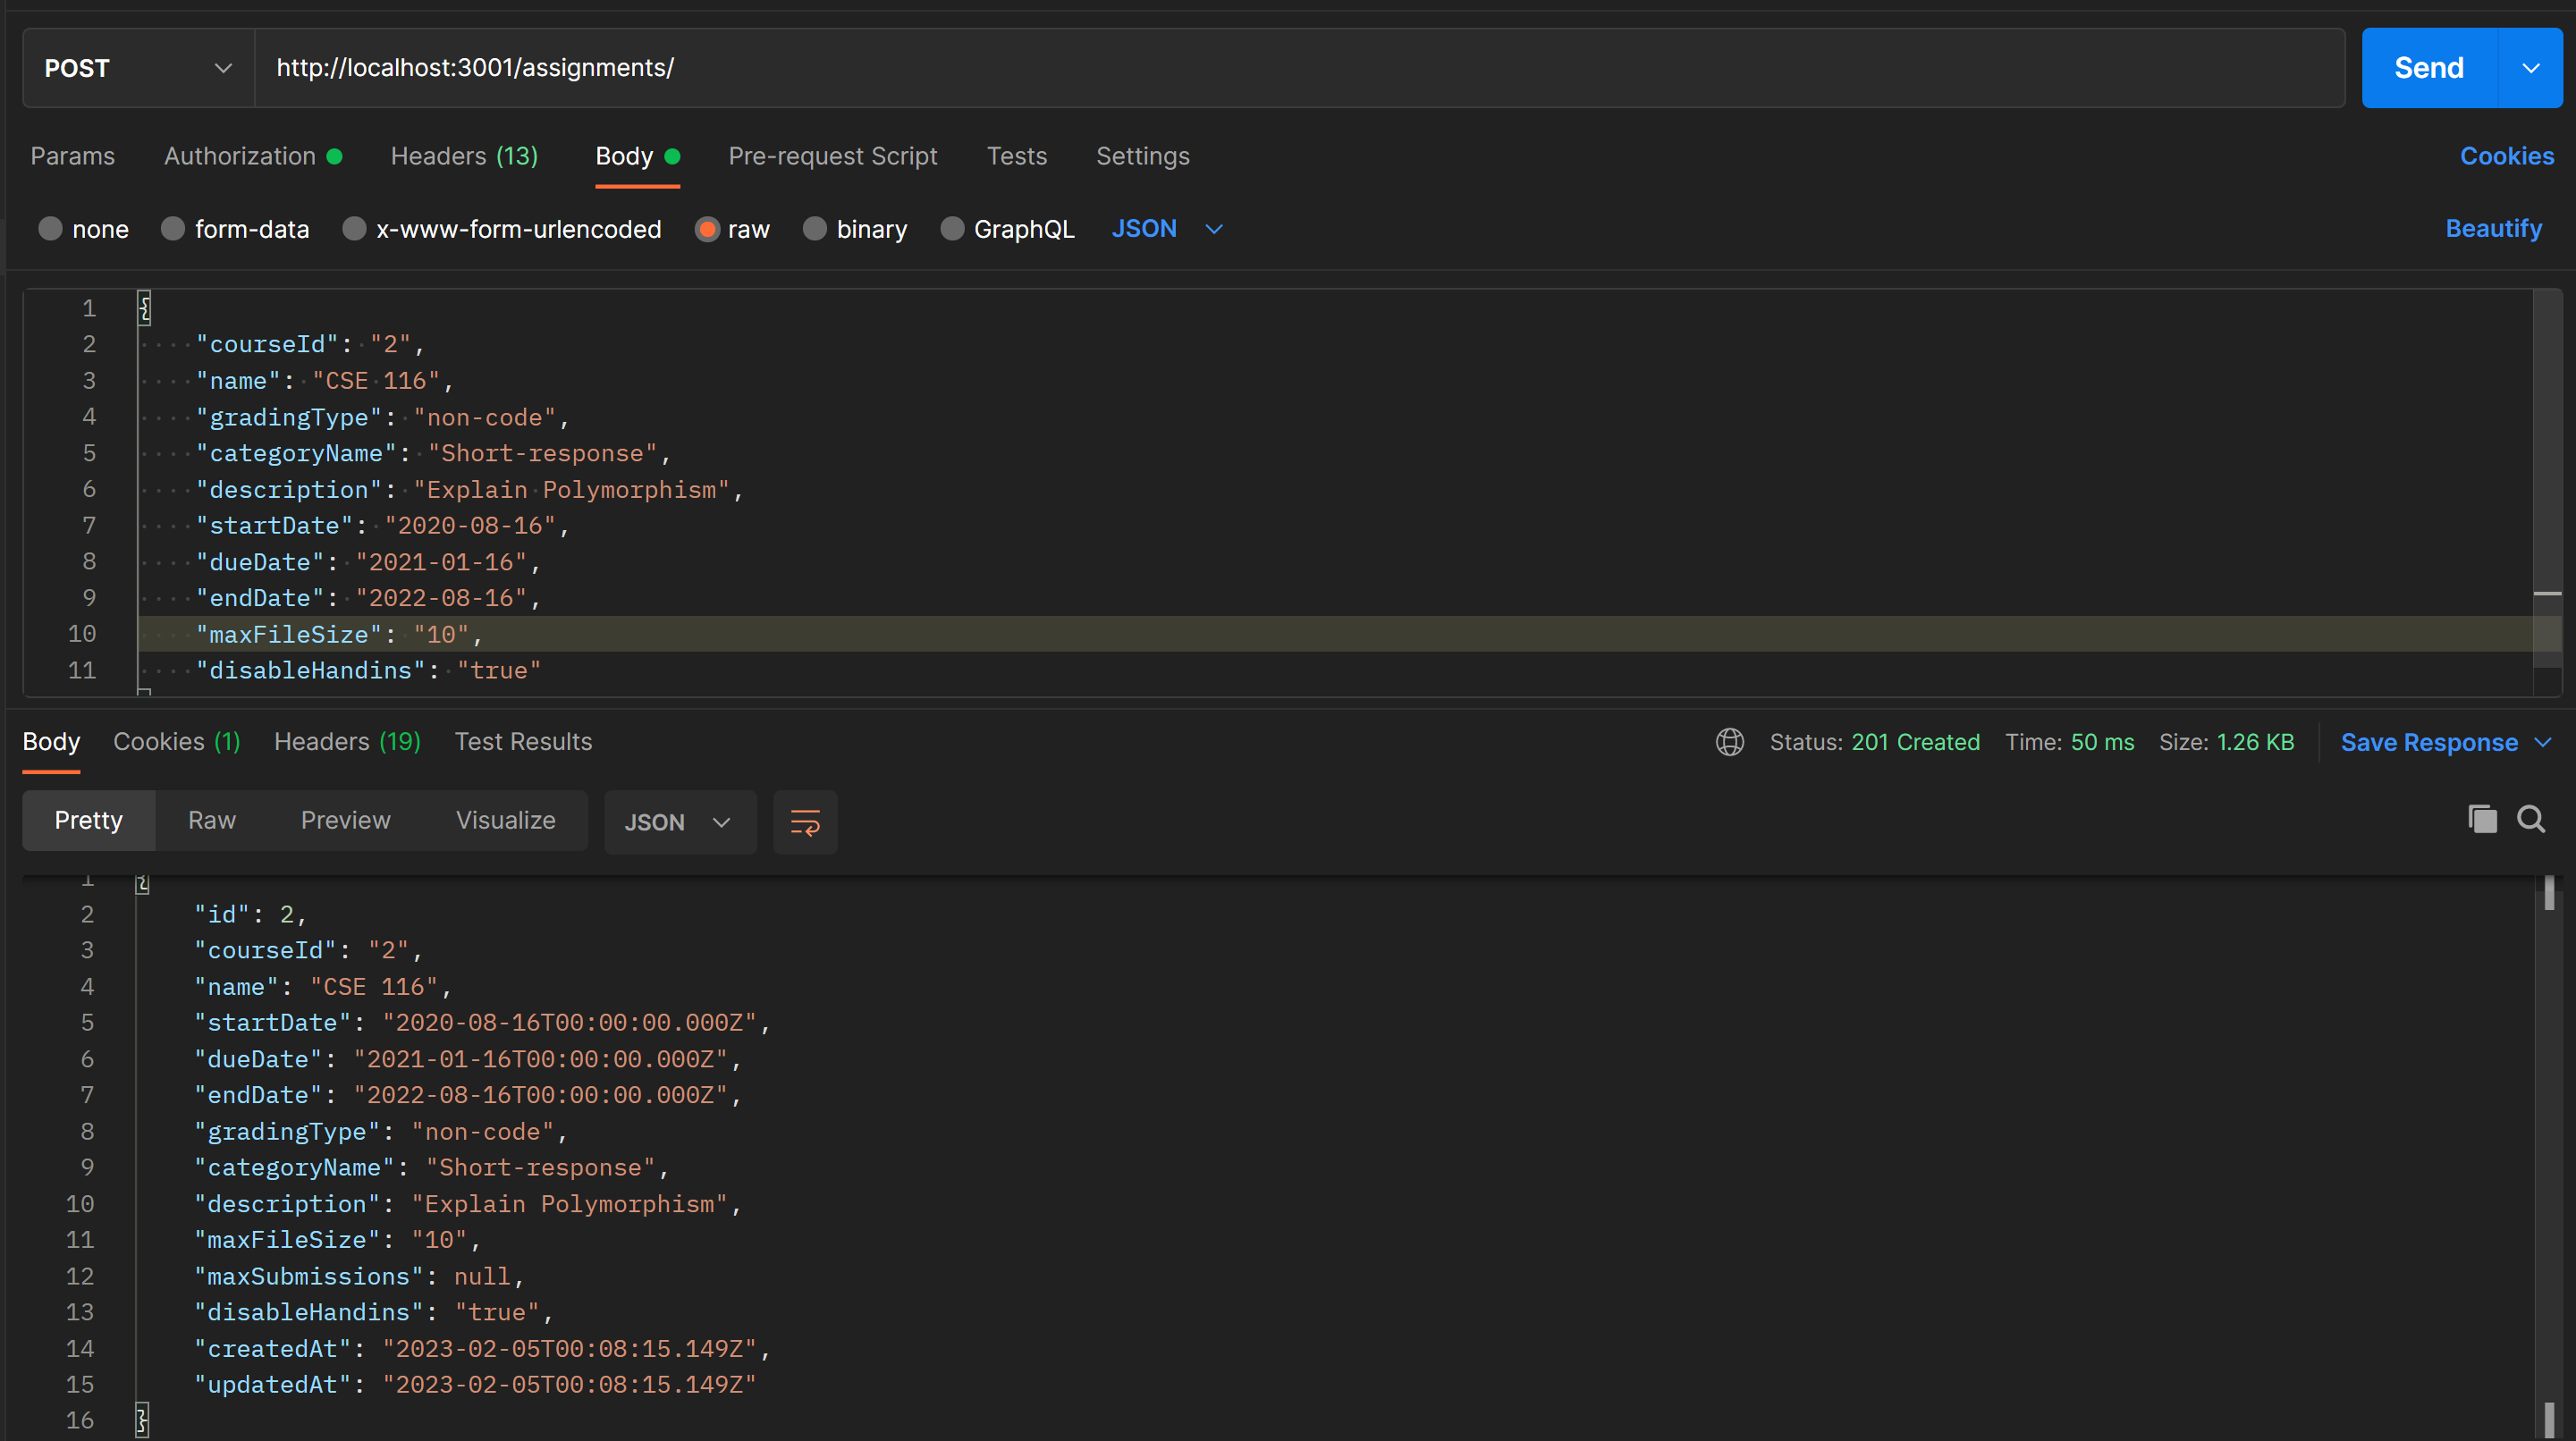 POST http://localhost:3001/assignments/ Send
Params Authorization Headers (13) Body Pre-request Script Tests Settings Cookies
none form-data x-www-form-urlencoded raw binary GraphQL JSON Beautify
1 {
2 "courseId": "2",
3 "name": "CSE 116",
4 "gradingType": "non-code",
5 "categoryName": "Short-response",
6 "description": "Explain Polymorphism",
7 "startDate": "2020-08-16",
8 "dueDate": "2021-01-16",
9 "endDate": "2022-08-16",
10 "maxFileSize": "10",
11 "disableHandins": "true"
Body Cookies (1) Headers (19) Test Results Status: 201 Created Time: 50 ms Size: 1.26 KB Save Response
Pretty Raw Preview Visualize JSON
1 {
2 "id": 2,
3 "courseId": "2",
4 "name": "CSE 116",
5 "startDate": "2020-08-16T00:00:00.000Z",
6 "dueDate": "2021-01-16T00:00:00.000Z",
7 "endDate": "2022-08-16T00:00:00.000Z",
8 "gradingType": "non-code",
9 "categoryName": "Short-response",
10 "description": "Explain Polymorphism",
11 "maxFileSize": "10",
12 "maxSubmissions": null,
13 "disableHandins": "true",
14 "createdAt": "2023-02-05T00:08:15.149Z",
15 "updatedAt": "2023-02-05T00:08:15.149Z"
16 }